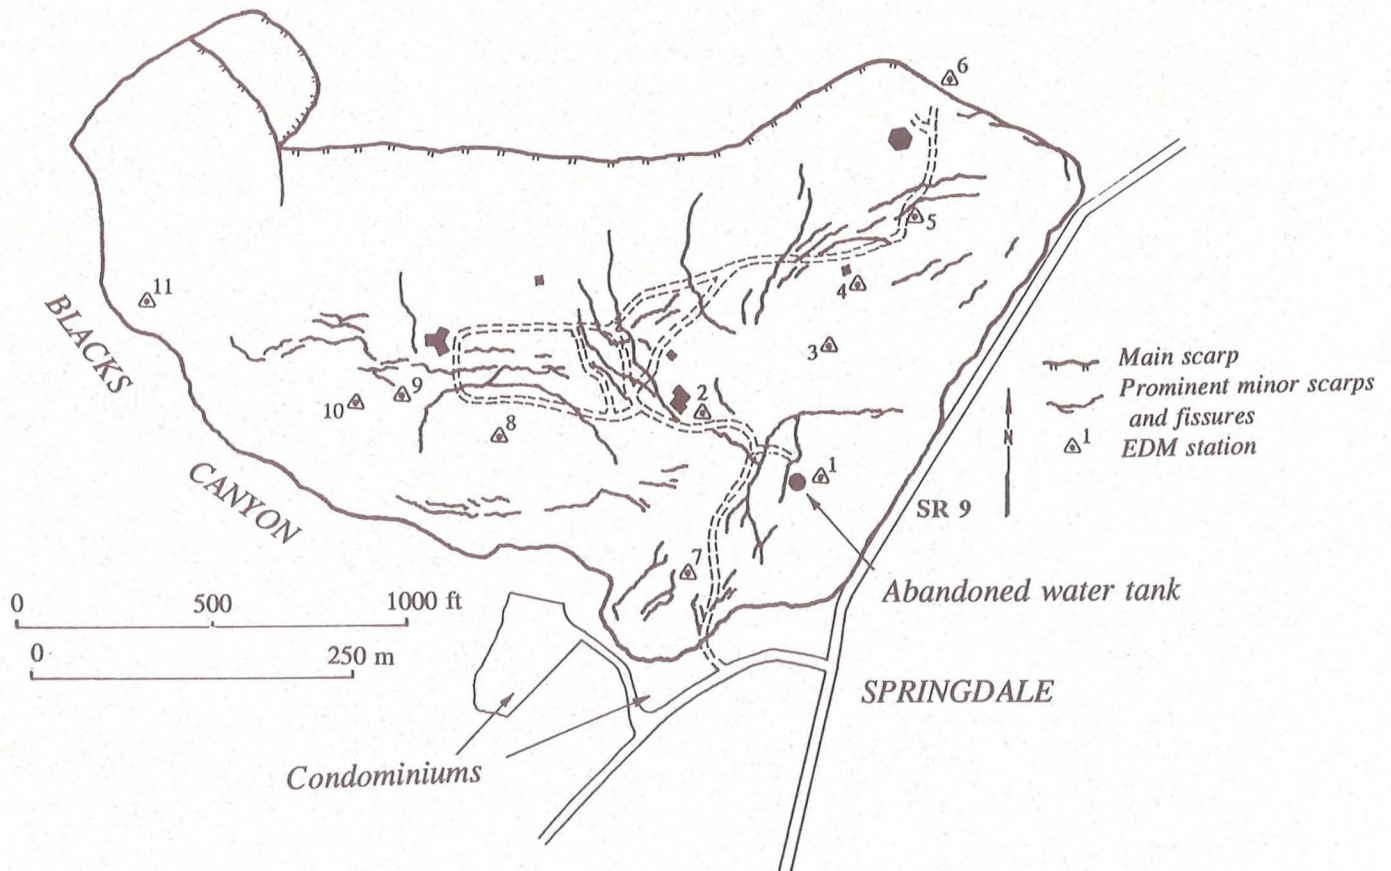 6
5
11
4
3
BLACKS
Main scarp
Prominent minor scarps
and fissures
1
EDM station
9
10
2
8
1
CANYON
N
SR 9
7
Abandoned water tank
0 500 1000 ft
0 250 m
SPRINGDALE
Condominiums